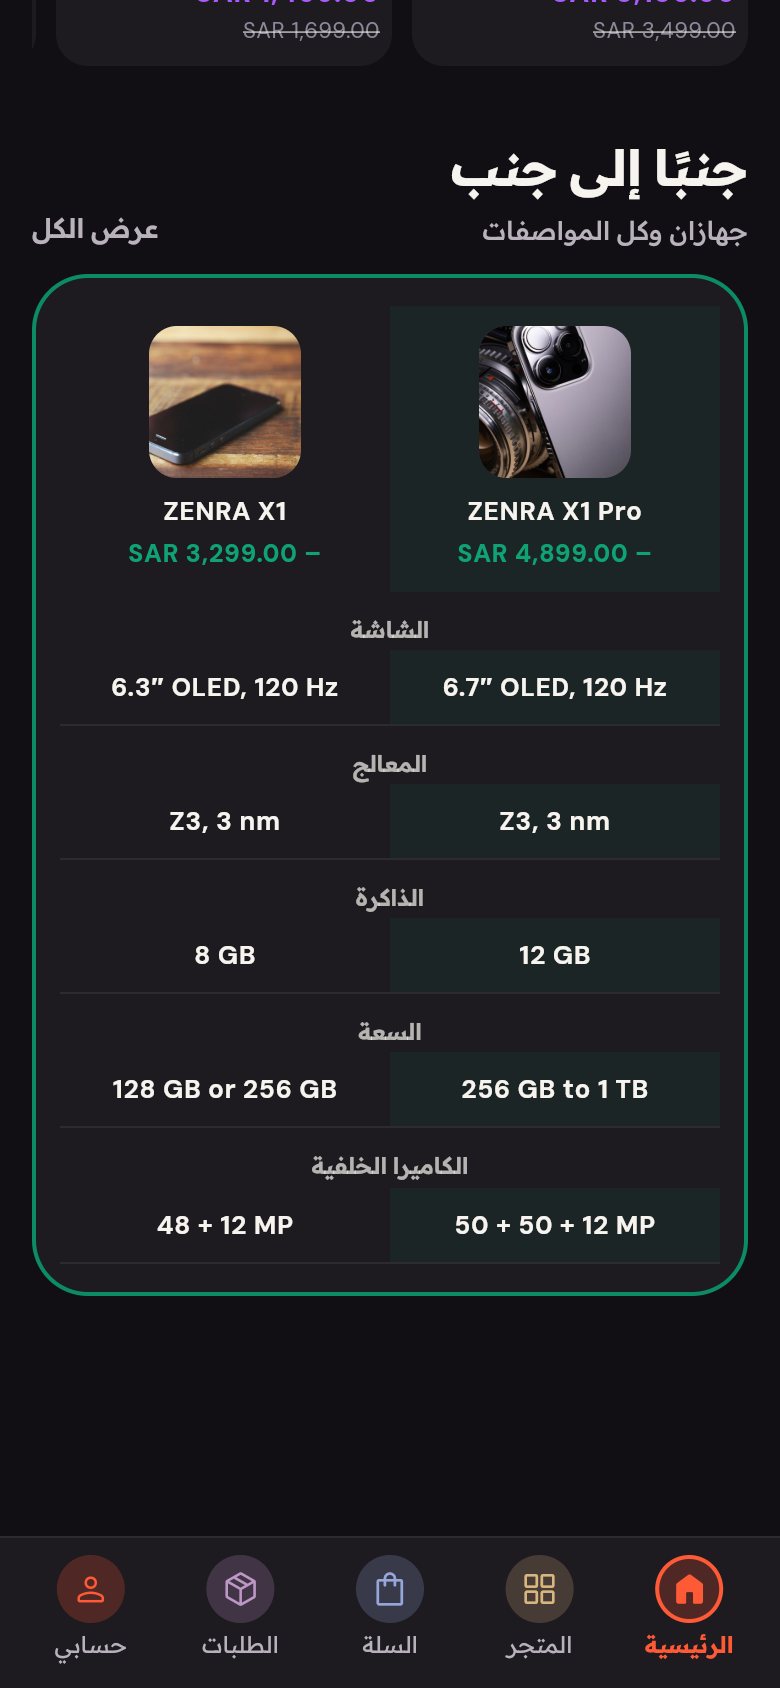 SAR 3,499.00
SAR 1,699.00
جنبًا إلى جنب
جهازان وكل المواصفات
عرض الكل
ZENRA X1 Pro
ZENRA X1
SAR 4,899.00 –
SAR 3,299.00 –
الشاشة
6.7″ OLED, 120 Hz
6.3″ OLED, 120 Hz
المعالج
Z3, 3 nm
Z3, 3 nm
الذاكرة
12 GB
8 GB
السعة
256 GB to 1 TB
128 GB or 256 GB
الكاميرا الخلفية
50 + 50 + 12 MP
48 + 12 MP
الرئيسية
المتجر
السلة
الطلبات
حسابي